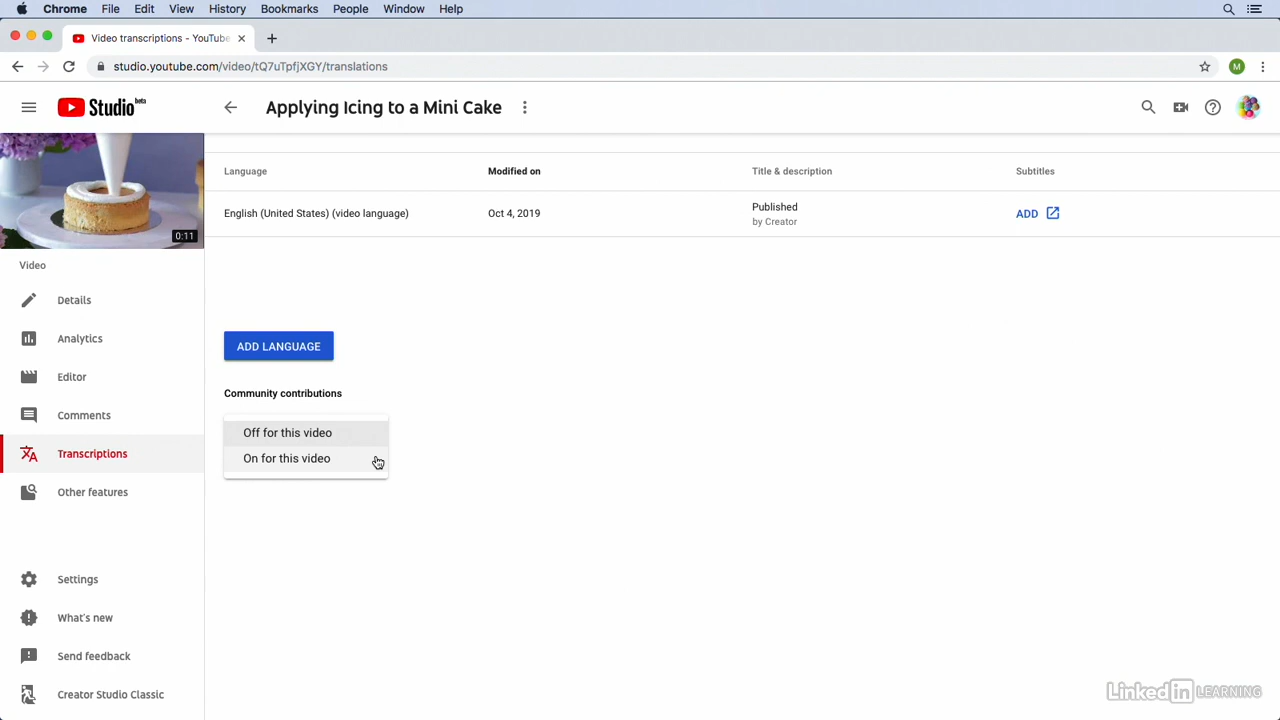 Chrome File Edit View History Bookmarks People Window Help
Video transcriptions - YouTube
studio.youtube.com/video/tQ7uTpfjXGY/translations
Studio beta
Applying Icing to a Mini Cake
0:11
Video
Details
Analytics
Editor
Comments
Transcriptions
Other features
Settings
What's new
Send feedback
Creator Studio Classic
Language Modified on Title & description Subtitles
English (United States) (video language) Oct 4, 2019 Published by Creator ADD
ADD LANGUAGE
Community contributions
Off for this video
On for this video
M
LinkedIn LEARNING